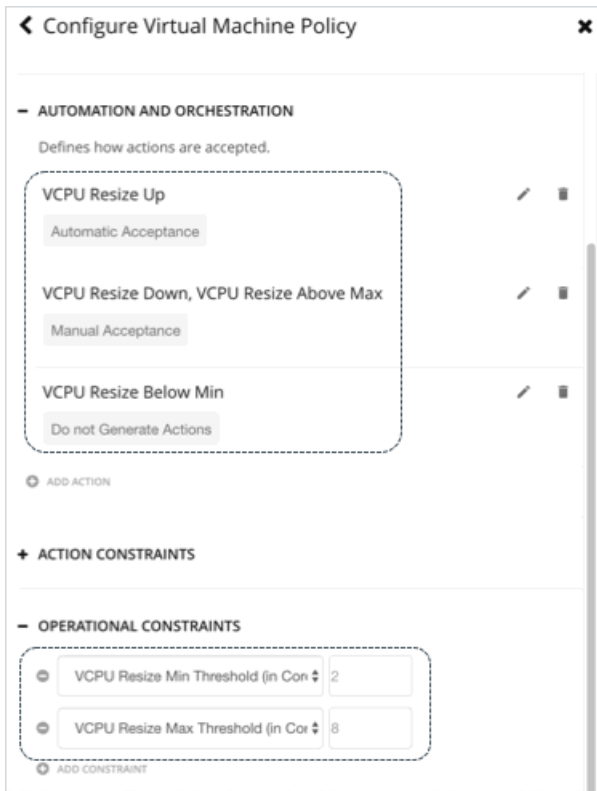 Configure Virtual Machine Policy
AUTOMATION AND ORCHESTRATION
Defines how actions are accepted.
VCPU Resize Up
Automatic Acceptance
VCPU Resize Down, VCPU Resize Above Max
Manual Acceptance
VCPU Resize Below Min
Do not Generate Actions
ADD ACTION
ACTION CONSTRAINTS
OPERATIONAL CONSTRAINTS
VCPU Resize Min Threshold (in Cor 2
VCPU Resize Max Threshold (in Cor 8
ADD CONSTRAINT